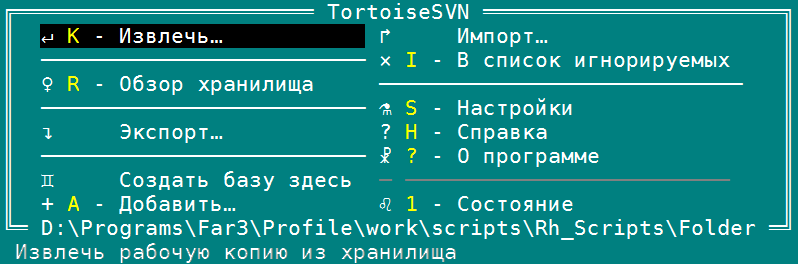 TortoiseSVN
↵ K - Извлечь…
♀ R - Обзор хранилища
↴ Экспорт…
♊ Создать базу здесь
+ A - Добавить…
↱ Импорт…
× I - В список игнорируемых
⚗ S - Настройки
? H - Справка
☧ ? - О программе
♌ 1 - Состояние
D:\Programs\Far3\Profile\work\scripts\Rh_Scripts\Folder
Извлечь рабочую копию из хранилища